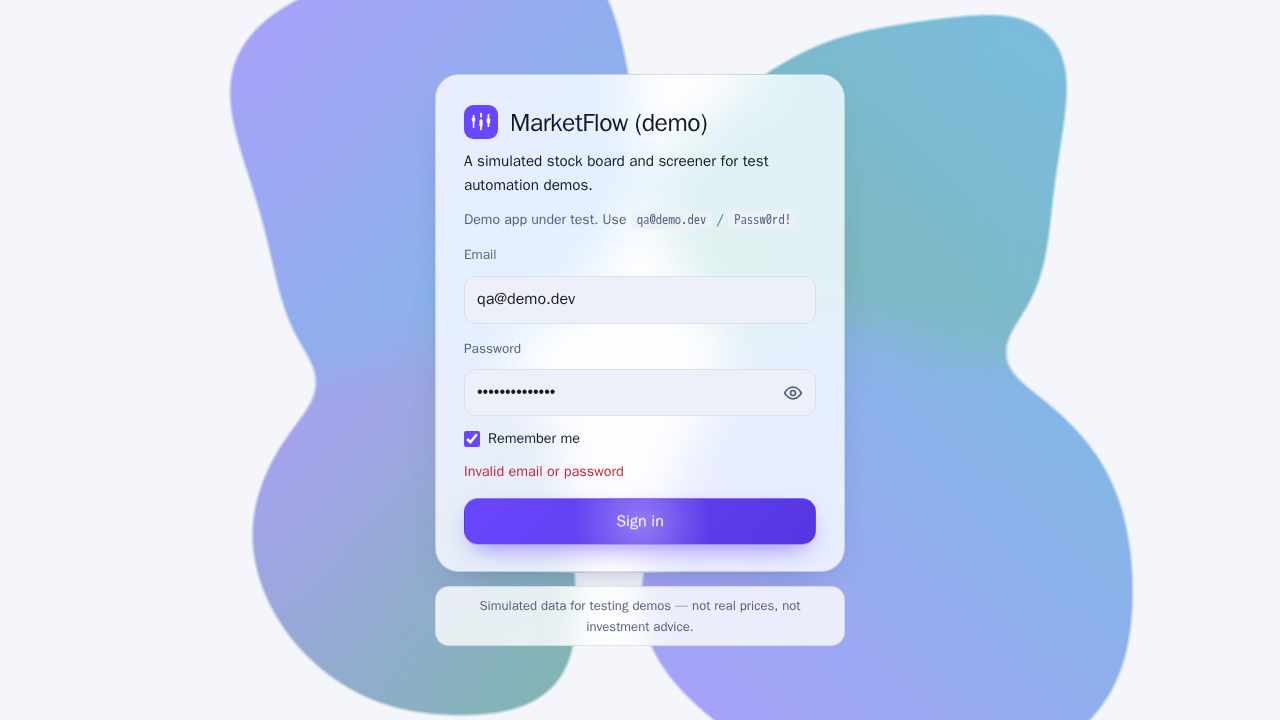 MarketFlow (demo)
A simulated stock board and screener for test
automation demos.
Demo app under test. Use qa@demo.dev / Passw0rd!
Email
qa@demo.dev
Password
••••••••••••••
Remember me
Invalid email or password
Sign in
Simulated data for testing demos — not real prices, not
investment advice.